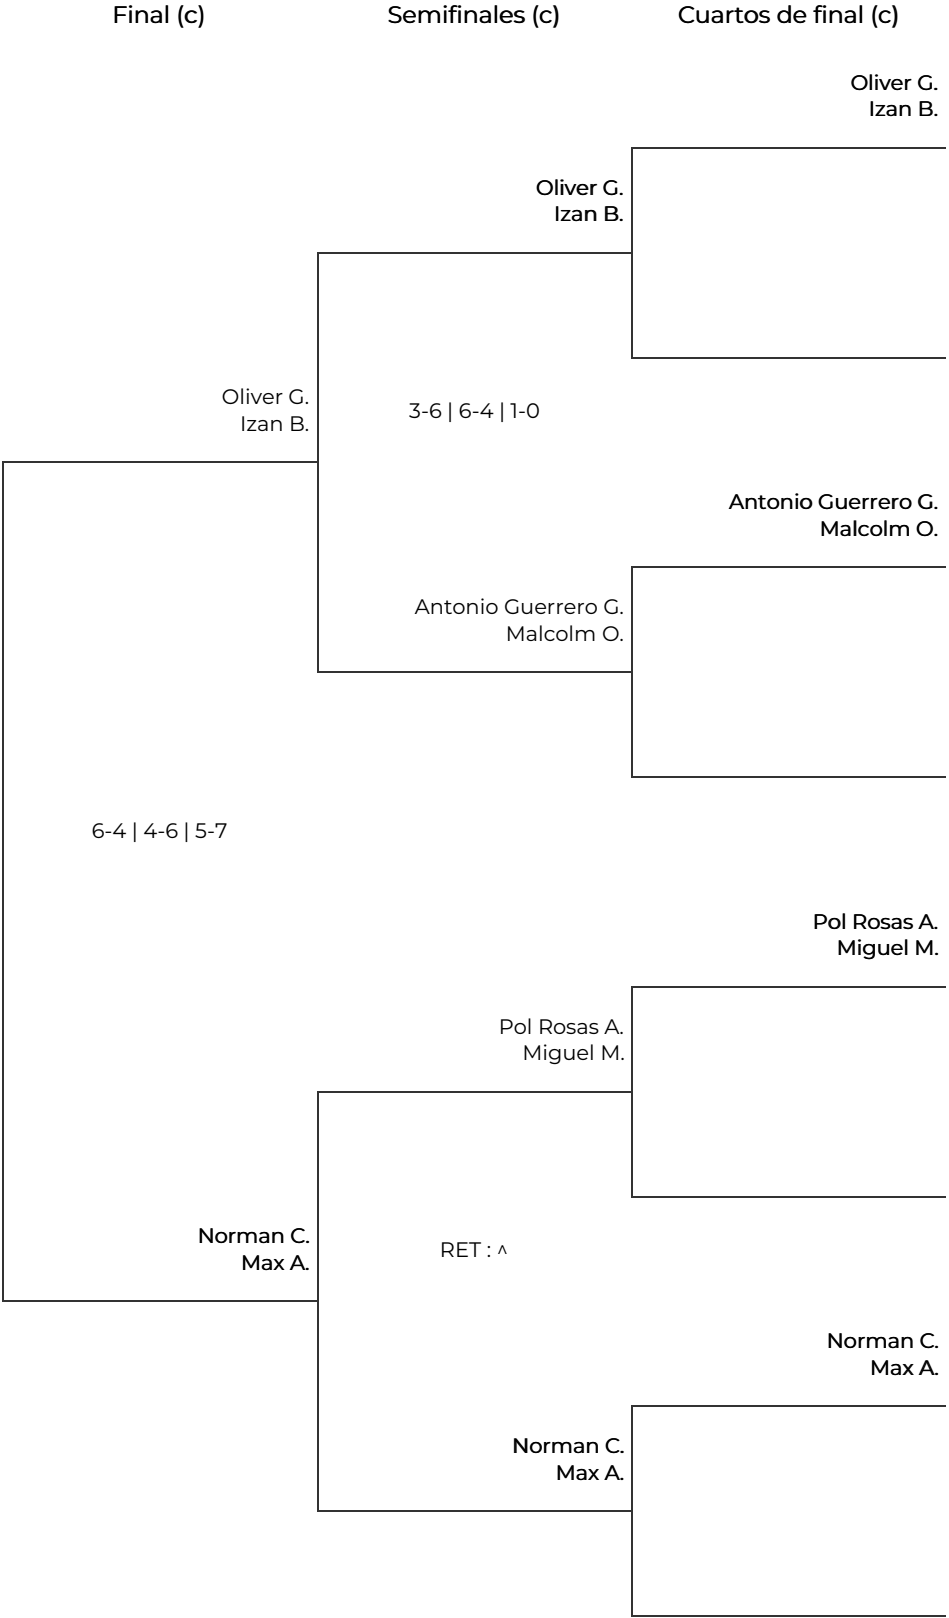 Final (c)
Semifinales (c)
Cuartos de final (c)
Oliver G.
Izan B.
Oliver G.
Izan B.
Oliver G.
Izan B.
3-6 | 6-4 | 1-0
Antonio Guerrero G.
Malcolm O.
Antonio Guerrero G.
Malcolm O.
6-4 | 4-6 | 5-7
Pol Rosas A.
Miguel M.
Pol Rosas A.
Miguel M.
Norman C.
Max A.
RET : ^
Norman C.
Max A.
Norman C.
Max A.